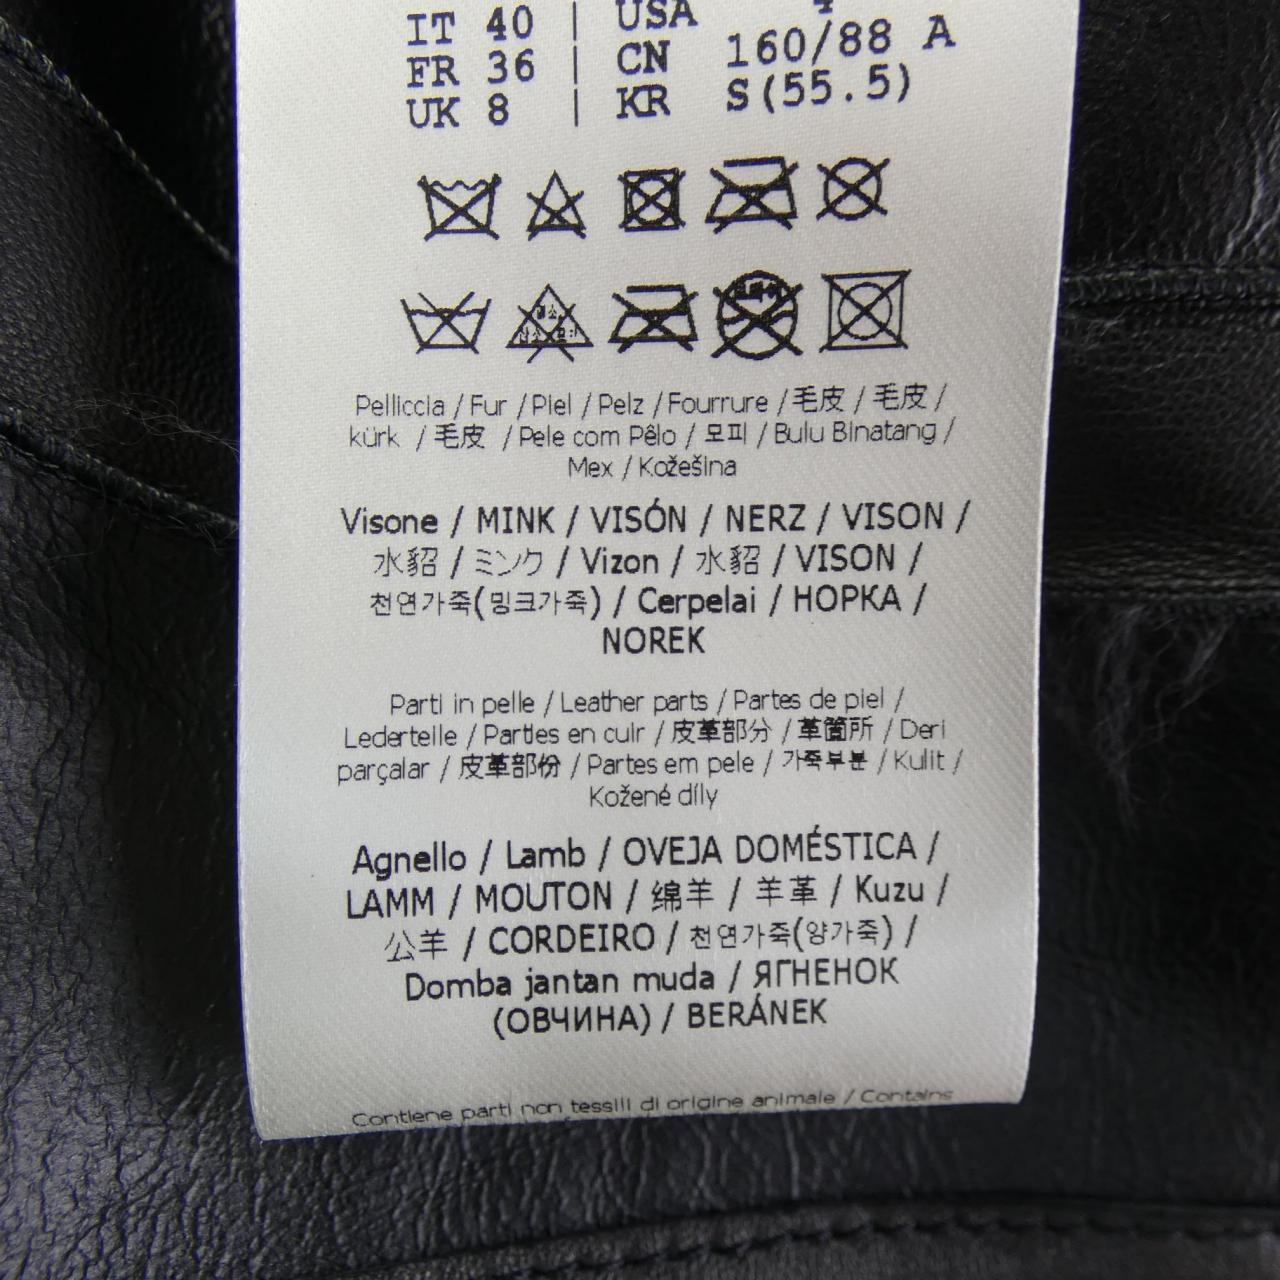 IT 40 | USA 4
FR 36 | CN 160/88 A
UK 8 | KR S(55.5)
Pelliccia / Fur / Piel / Pelz / Fourrure / 毛皮 / 毛皮 /
kürk / 毛皮 / Pele com Pêlo / 모피 / Bulu Binatang /
Mex / Kožešina
Visone / MINK / VISÓN / NERZ / VISON /
水貂 / ミンク / Vizon / 水貂 / VISON /
천연가죽(밍크가죽) / Cerpelai / НОРКА /
NOREK
Parti in pelle / Leather parts / Partes de piel /
Lederteile / Parties en cuir / 皮革部分 / 革箇所 / Deri
parçalar / 皮革部份 / Partes em pele / 가죽부분 / Kulit /
Kožené díly
Agnello / Lamb / OVEJA DOMÉSTICA /
LAMM / MOUTON / 绵羊 / 羊革 / Kuzu /
公羊 / CORDEIRO / 천연가죽(양가죽) /
Domba jantan muda / ЯГНЕНОК
(ОВЧИНА) / BERÁNEK
Contiene parti non tessili di origine animale / Contains